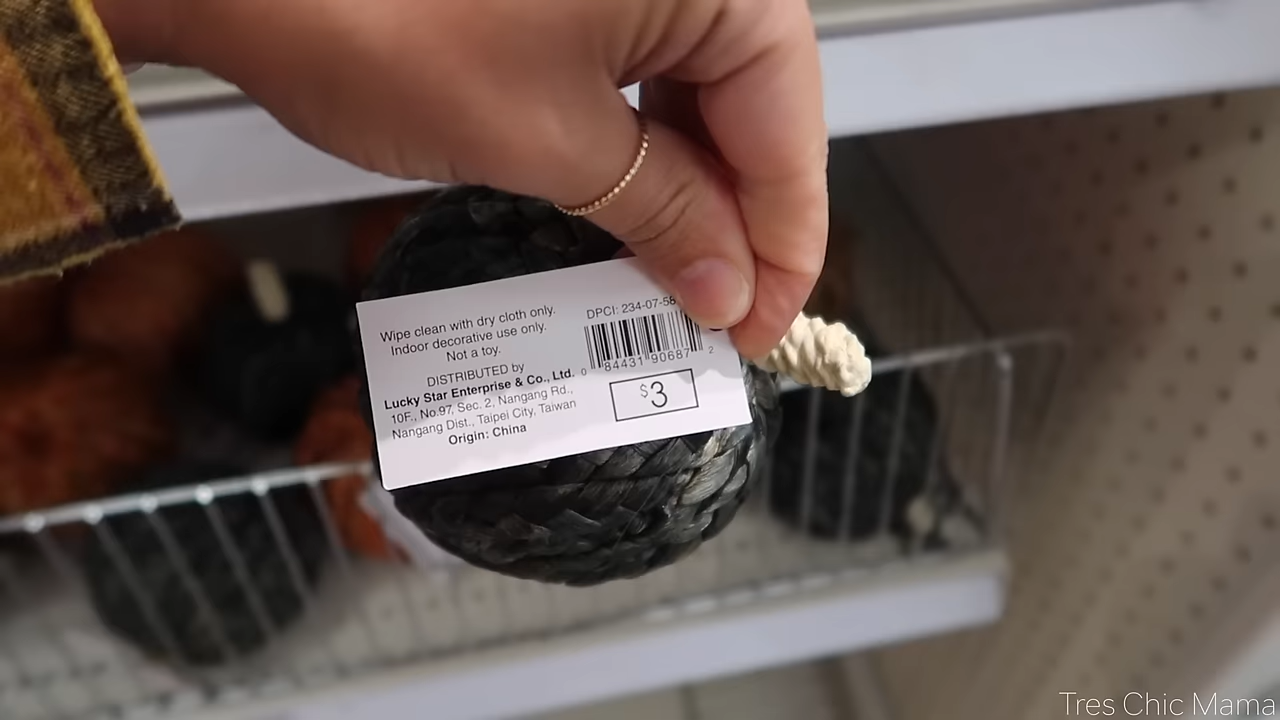 Wipe clean with dry cloth only.
Indoor decorative use only.
Not a toy.
DISTRIBUTED by
Lucky Star Enterprise & Co., Ltd.
10F., No.97, Sec. 2, Nangang Rd.,
Nangang Dist., Taipei City, Taiwan
Origin: China
DPCI: 234-07-58
0 84431 90687 2
$3
Tres Chic Mama